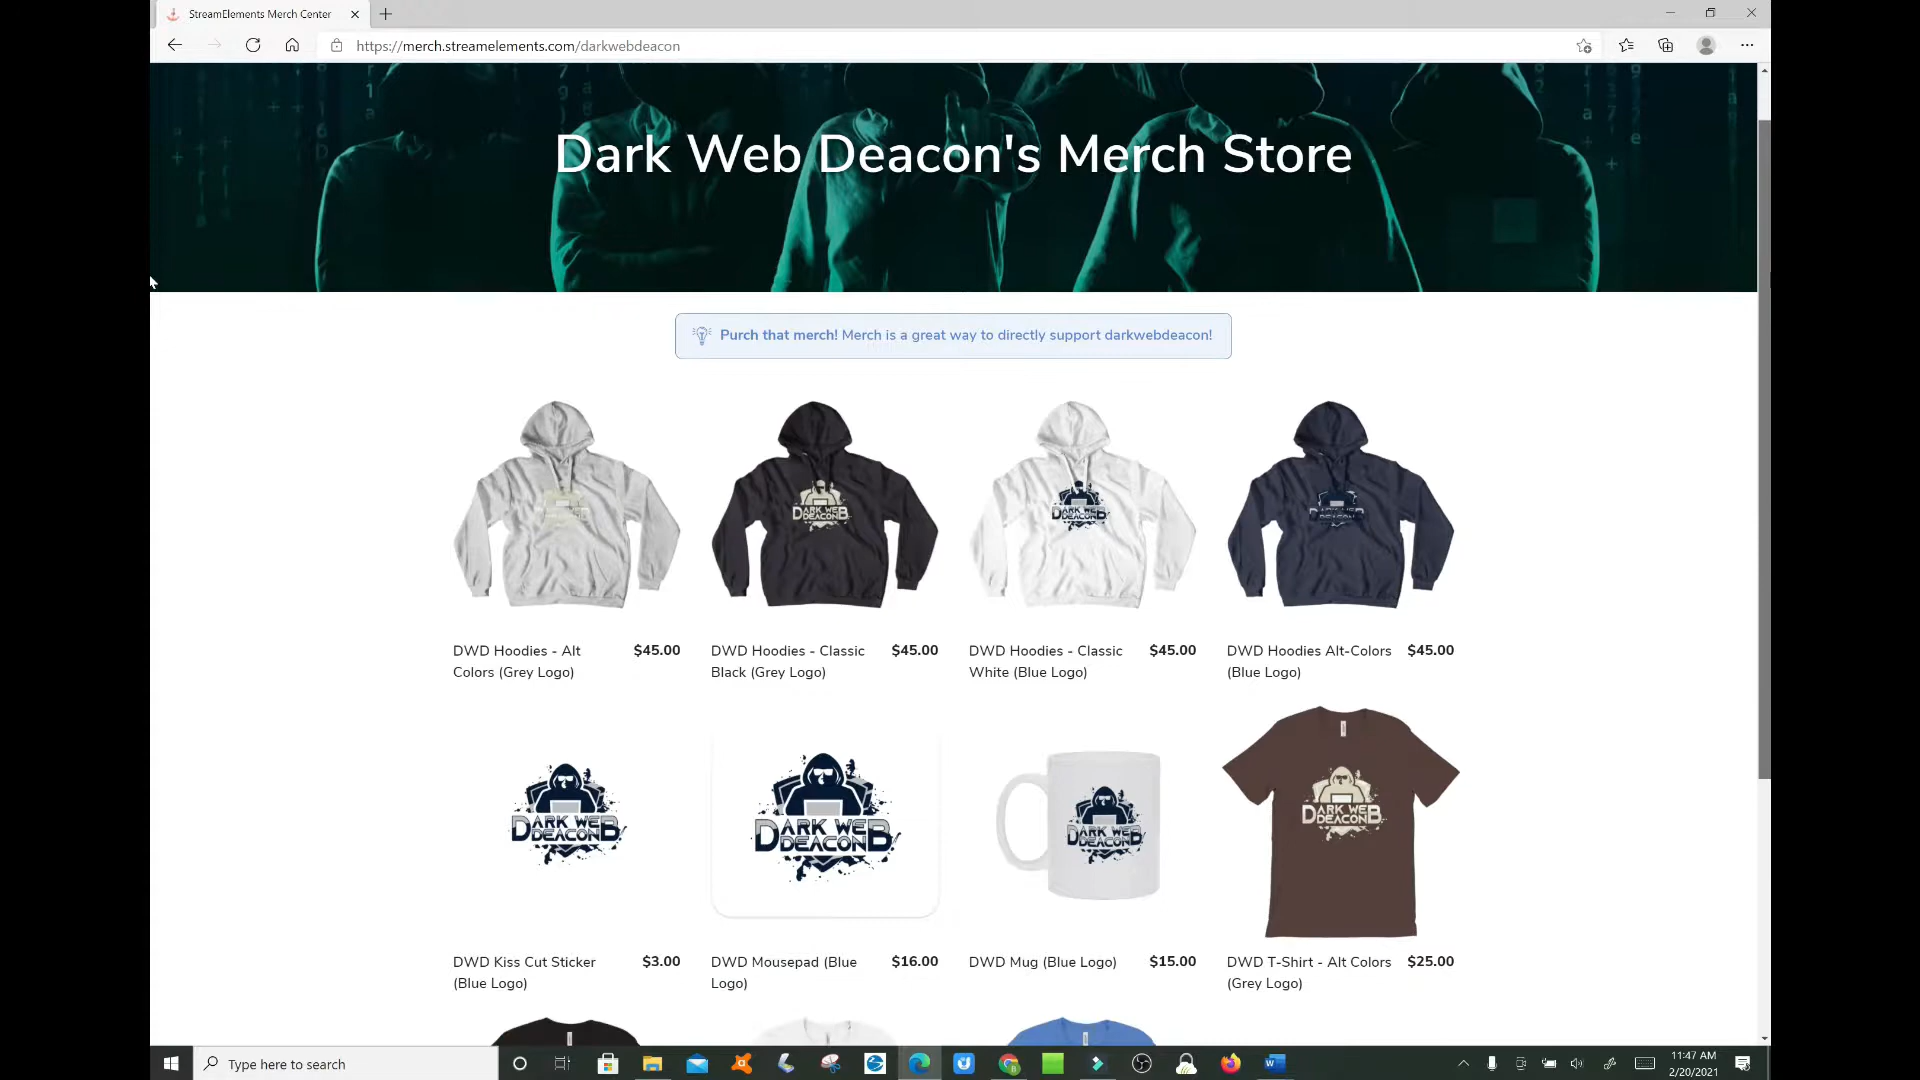 StreamElements Merch Center
https://merch.streamelements.com/darkwebdeacon
Dark Web Deacon's Merch Store
Purch that merch! Merch is a great way to directly support darkwebdeacon!
DARK WEB
DEACON
DARK WEB
DEACON
DWD Hoodies - Alt
Colors (Grey Logo)
$45.00
DWD Hoodies - Classic
Black (Grey Logo)
$45.00
DWD Hoodies - Classic
White (Blue Logo)
$45.00
DWD Hoodies Alt-Colors
(Blue Logo)
$45.00
DARK WEB
DEACON
DARK WEB
DEACON
DARK WEB
DEACON
DARK WEB
DEACON
DWD Kiss Cut Sticker
(Blue Logo)
$3.00
DWD Mousepad (Blue
Logo)
$16.00
DWD Mug (Blue Logo)
$15.00
DWD T-Shirt - Alt Colors
(Grey Logo)
$25.00
Type here to search
11:47 AM
2/20/2021